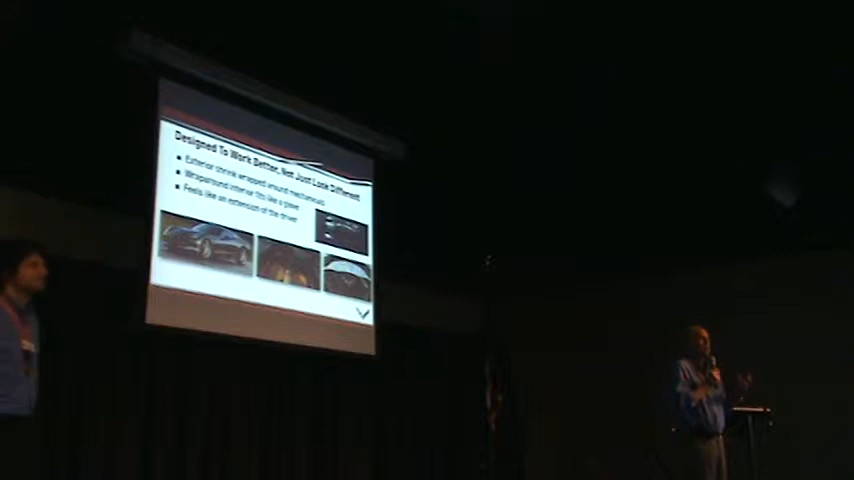 Designed To Work Better, Not Just Look Different
▪ Exterior shrink wrapped around mechanicals
▪ Wraparound interior fits like a glove
▪ Feels like an extension of the driver